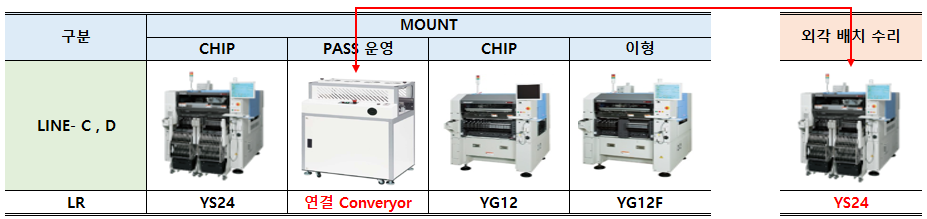 구분
MOUNT
외각 배치 수리
CHIP
PASS 운영
CHIP
이형
LINE- C , D
LR
YS24
연결 Converyor
YG12
YG12F
YS24